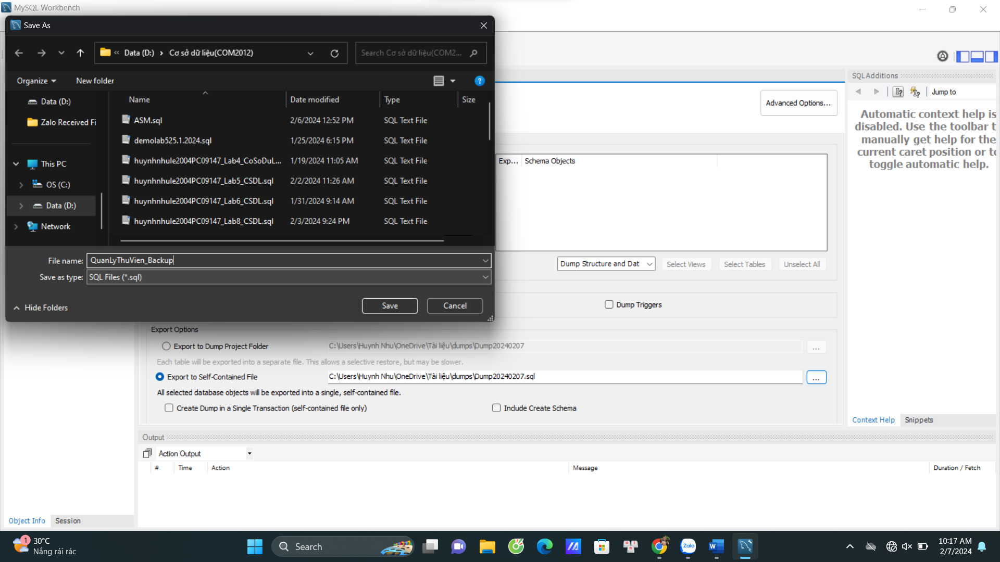 MySQL Workbench
Save As
Data (D:) Cơ sở dữ liệu(COM2012)
Search Cơ sở dữ liệu(COM2...
Organize New folder
Data (D:)
Zalo Received Fi
This PC
OS (C:)
Data (D:)
Network
Name Date modified Type Size
ASM.sql 2/6/2024 12:52 PM SQL Text File
demolab525.1.2024.sql 1/25/2024 6:15 PM SQL Text File
huynhnhule2004PC09147_Lab4_CoSoDuL... 1/19/2024 11:05 AM SQL Text File
huynhnhule2004PC09147_Lab5_CSDL.sql 2/2/2024 11:26 AM SQL Text File
huynhnhule2004PC09147_Lab6_CSDL.sql 1/31/2024 9:14 AM SQL Text File
huynhnhule2004PC09147_Lab8_CSDL.sql 2/3/2024 9:24 PM SQL Text File
File name: QuanLyThuVien_Backup
Save as type: SQL Files (*.sql)
Hide Folders
Save Cancel
Advanced Options...
Exp... Schema Objects
Dump Structure and Dat Select Views Select Tables Unselect All
Dump Triggers
Export Options
Export to Dump Project Folder C:\Users\Huynh Nhu\OneDrive\Tài liệu\dumps\Dump20240207 ...
Each table will be exported into a separate file. This allows a selective restore, but may be slower.
Export to Self-Contained File C:\Users\Huynh Nhu\OneDrive\Tài liệu\dumps\Dump20240207.sql ...
All selected database objects will be exported into a single, self-contained file.
Create Dump in a Single Transaction (self-contained file only) Include Create Schema
SQLAdditions
Jump to
Automatic context help is
disabled. Use the toolbar t
manually get help for the
current caret position or to
toggle automatic help.
Context Help Snippets
Output
Action Output
# Time Action Message Duration / Fetch
Object Info Session
1
30°C
Nắng rải rác
Search
Zalo
10:17 AM
2/7/2024